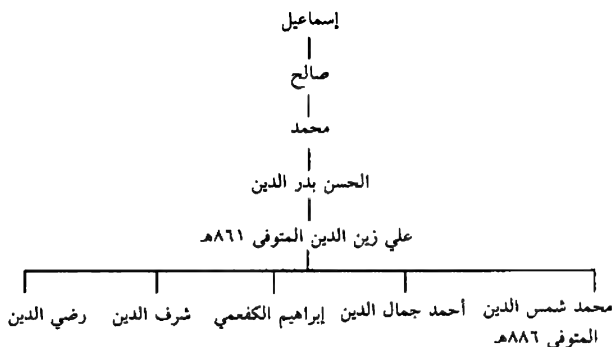 إسماعيل
صالح
محمد
الحسن بدر الدين
علي زين الدين المتوفى ٨٦١هـ
محمد شمس الدين
المتوفى ٨٨٦هـ
أحمد جمال الدين
إبراهيم الكفعمي
شرف الدين
رضي الدين